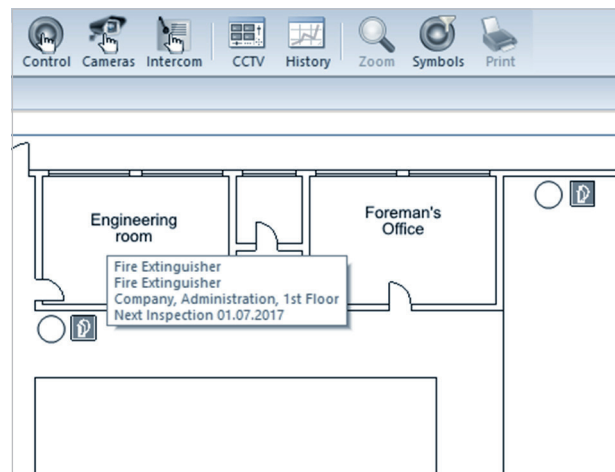 Control Cameras Intercom CCTV History Zoom Symbols Print
Engineering
room
Foreman's
Office
Fire Extinguisher
Fire Extinguisher
Company, Administration, 1st Floor
Next Inspection 01.07.2017